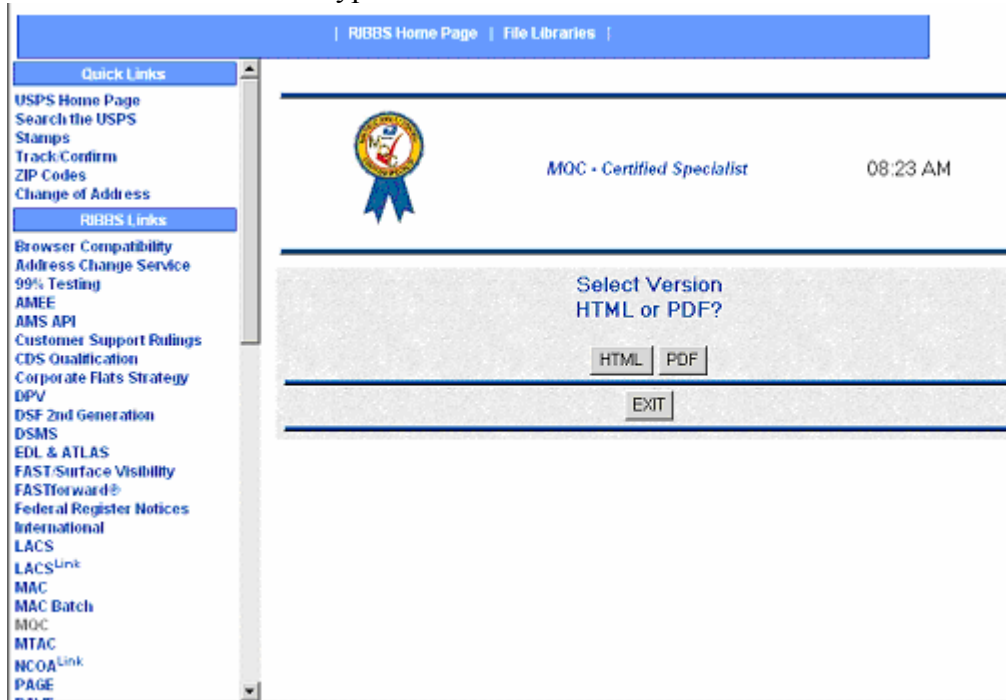 | RIBBS Home Page | File Libraries |
Quick Links
USPS Home Page
Search the USPS
Stamps
Track/Confirm
ZIP Codes
Change of Address
RIBBS Links
Browser Compatibility
Address Change Service
99% Testing
AMEE
AMS API
Customer Support Rulings
CDS Qualification
Corporate Flats Strategy
DPV
DSF 2nd Generation
DSMS
EDL & ATLAS
FAST/Surface Visibility
FASTforward®
Federal Register Notices
International
LACS
LACSLink
MAC
MAC Batch
MQC
MTAC
NCOALink
PAGE
MQC
MQC - Certified Specialist
08:23 AM
Select Version
HTML or PDF?
HTML PDF
EXIT